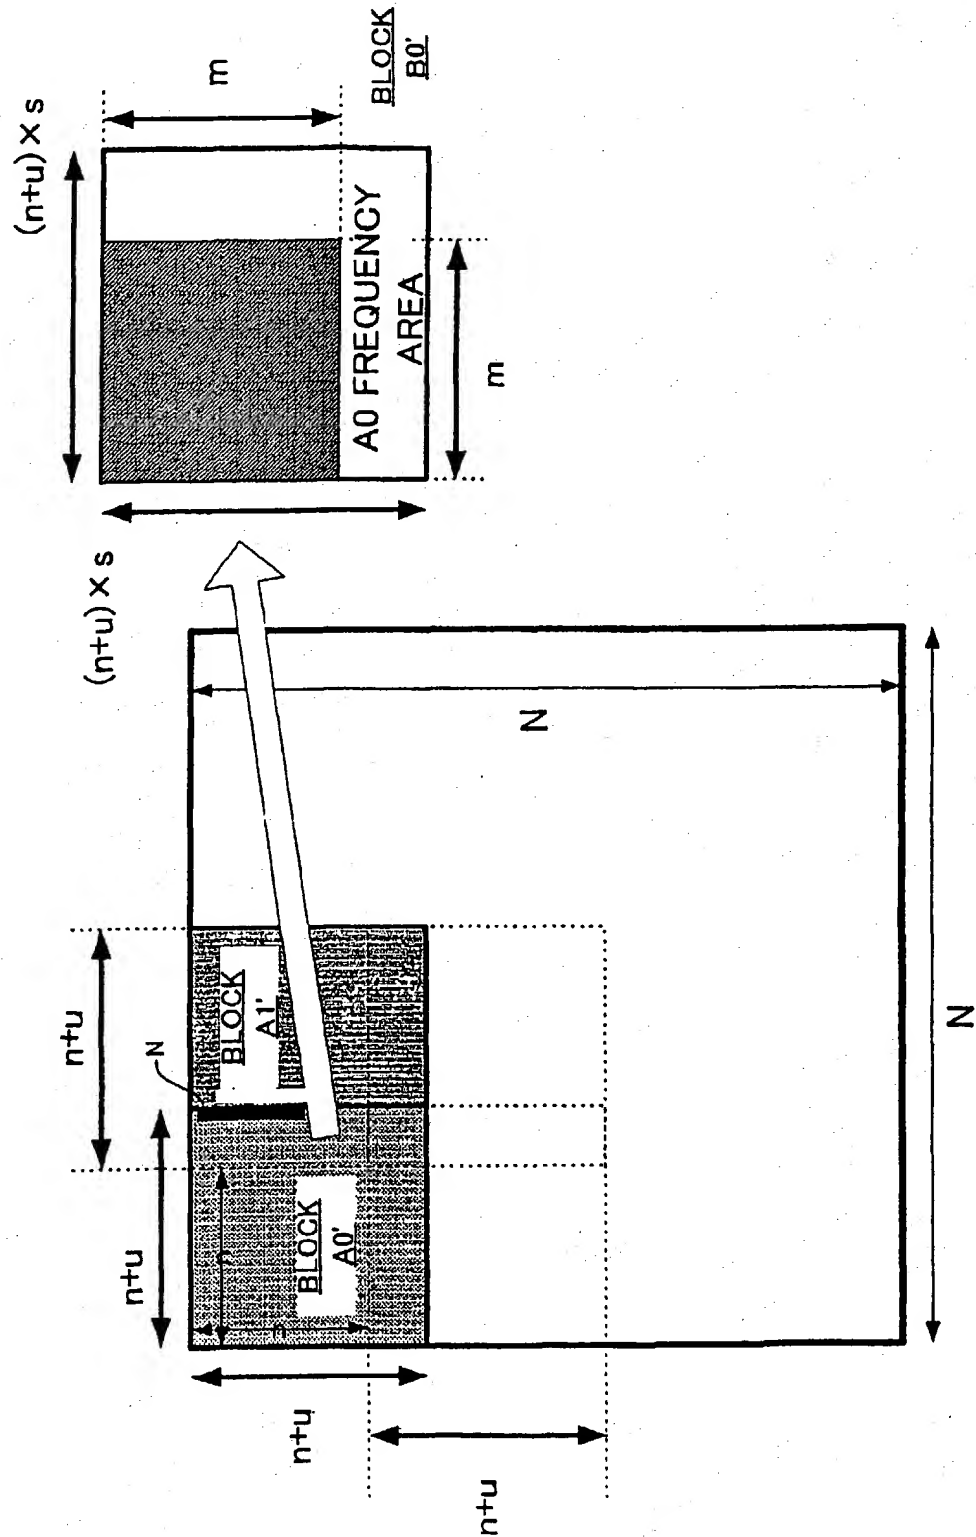 (n+u) × s
m
BLOCK
B0'
A0 FREQUENCY
AREA
m
(n+u) × s
N
N
n+u
N
BLOCK
A1'
n+u
BLOCK
A0'
n
n
n+u
n+u